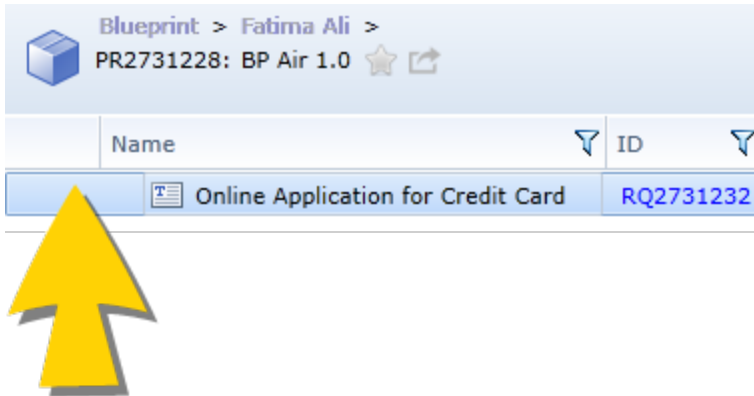 Blueprint > Fatima Ali >
PR2731228: BP Air 1.0
Name ID
T Online Application for Credit Card RQ2731232